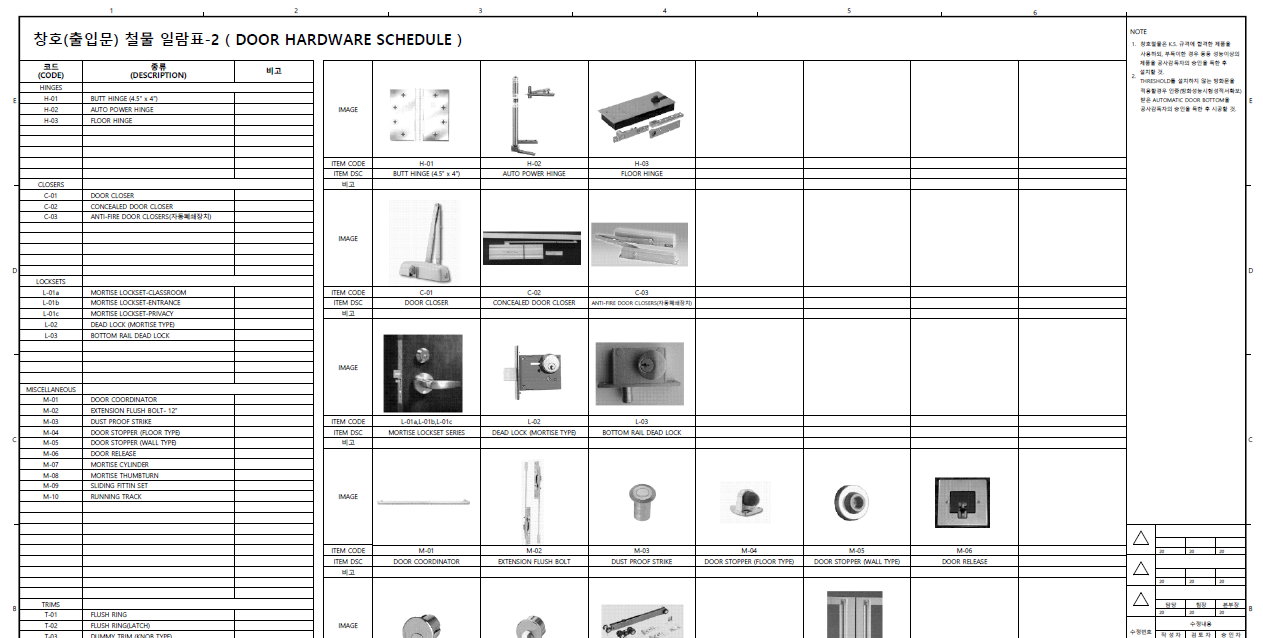 1 2 3 4 5 6
창호(출입문) 철물 일람표-2 ( DOOR HARDWARE SCHEDULE )
코드 (CODE) 종류 (DESCRIPTION) 비고
HINGES
H-01 BUTT HINGE (4.5" x 4")
H-02 AUTO POWER HINGE
H-03 FLOOR HINGE
CLOSERS
C-01 DOOR CLOSER
C-02 CONCEALED DOOR CLOSER
C-03 ANTI-FIRE DOOR CLOSERS(자동폐쇄장치)
LOCKSETS
L-01a MORTISE LOCKSET-CLASSROOM
L-01b MORTISE LOCKSET-ENTRANCE
L-01c MORTISE LOCKSET-PRIVACY
L-02 DEAD LOCK (MORTISE TYPE)
L-03 BOTTOM RAIL DEAD LOCK
MISCELLANEOUS
M-01 DOOR COORDINATOR
M-02 EXTENSION FLUSH BOLT- 12"
M-03 DUST PROOF STRIKE
M-04 DOOR STOPPER (FLOOR TYPE)
M-05 DOOR STOPPER (WALL TYPE)
M-06 DOOR RELEASE
M-07 MORTISE CYLINDER
M-08 MORTISE THUMBTURN
M-09 SLIDING FITTIN SET
M-10 RUNNING TRACK
TRIMS
T-01 FLUSH RING
T-02 FLUSH RING(LATCH)
T-03 DUMMY TRIM (KNOB TYPE)
IMAGE
ITEM CODE H-01 H-02 H-03
ITEM DSC BUTT HINGE (4.5" x 4") AUTO POWER HINGE FLOOR HINGE
비고
IMAGE
ITEM CODE C-01 C-02 C-03
ITEM DSC DOOR CLOSER CONCEALED DOOR CLOSER ANTI-FIRE DOOR CLOSERS(자동폐쇄장치)
비고
IMAGE
ITEM CODE L-01a,L-01b,L-01c L-02 L-03
ITEM DSC MORTISE LOCKSET SERIES DEAD LOCK (MORTISE TYPE) BOTTOM RAIL DEAD LOCK
비고
IMAGE
ITEM CODE M-01 M-02 M-03 M-04 M-05 M-06
ITEM DSC DOOR COORDINATOR EXTENSION FLUSH BOLT DUST PROOF STRIKE DOOR STOPPER (FLOOR TYPE) DOOR STOPPER (WALL TYPE) DOOR RELEASE
비고
IMAGE
NOTE
1. 창호철물은 K.S. 규격에 합격한 제품을
사용하되, 부득이한 경우 동등 성능이상의
제품을 공사감독자의 승인을 득한 후
설치할 것.
2. THRESHOLD를 설치하지 않는 방화문을
적용할경우 인증(방화성능시험성적서확보)
받은 AUTOMATIC DOOR BOTTOM을
공사감독자의 승인을 득한 후 시공할 것.
E E
D D
C C
B B
20 20 20
20 20 20
담당 팀장 본부장
20 20 20
수정번호 수정내용
작 성 자 검 토 자 승 인 자